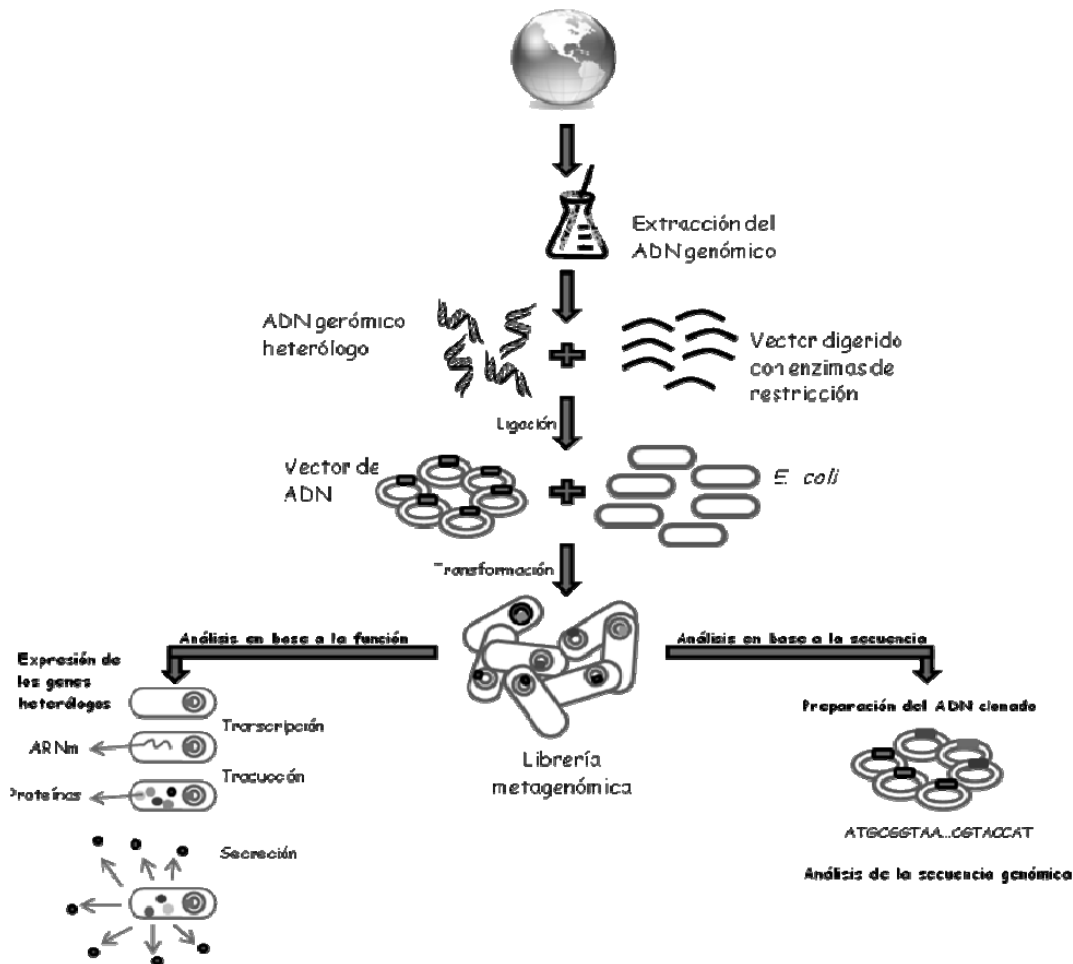 Extracción del
ADN genómico
ADN gerómico
heterólogo
Vector digerido
con enzimas de
restricción
Ligación
Vector de
ADN
E. coli
Transformación
Análisis en base a la función
Análisis en base a la secuencia
Expresión de
los genes
heterólogos
Transcripción
ARNm
Traducción
Proteínas
Secreción
Librería
metagenómica
Preparación del ADN clonado
ATGCGGTAA...CGTACCAT
Análisis de la secuencia genómica